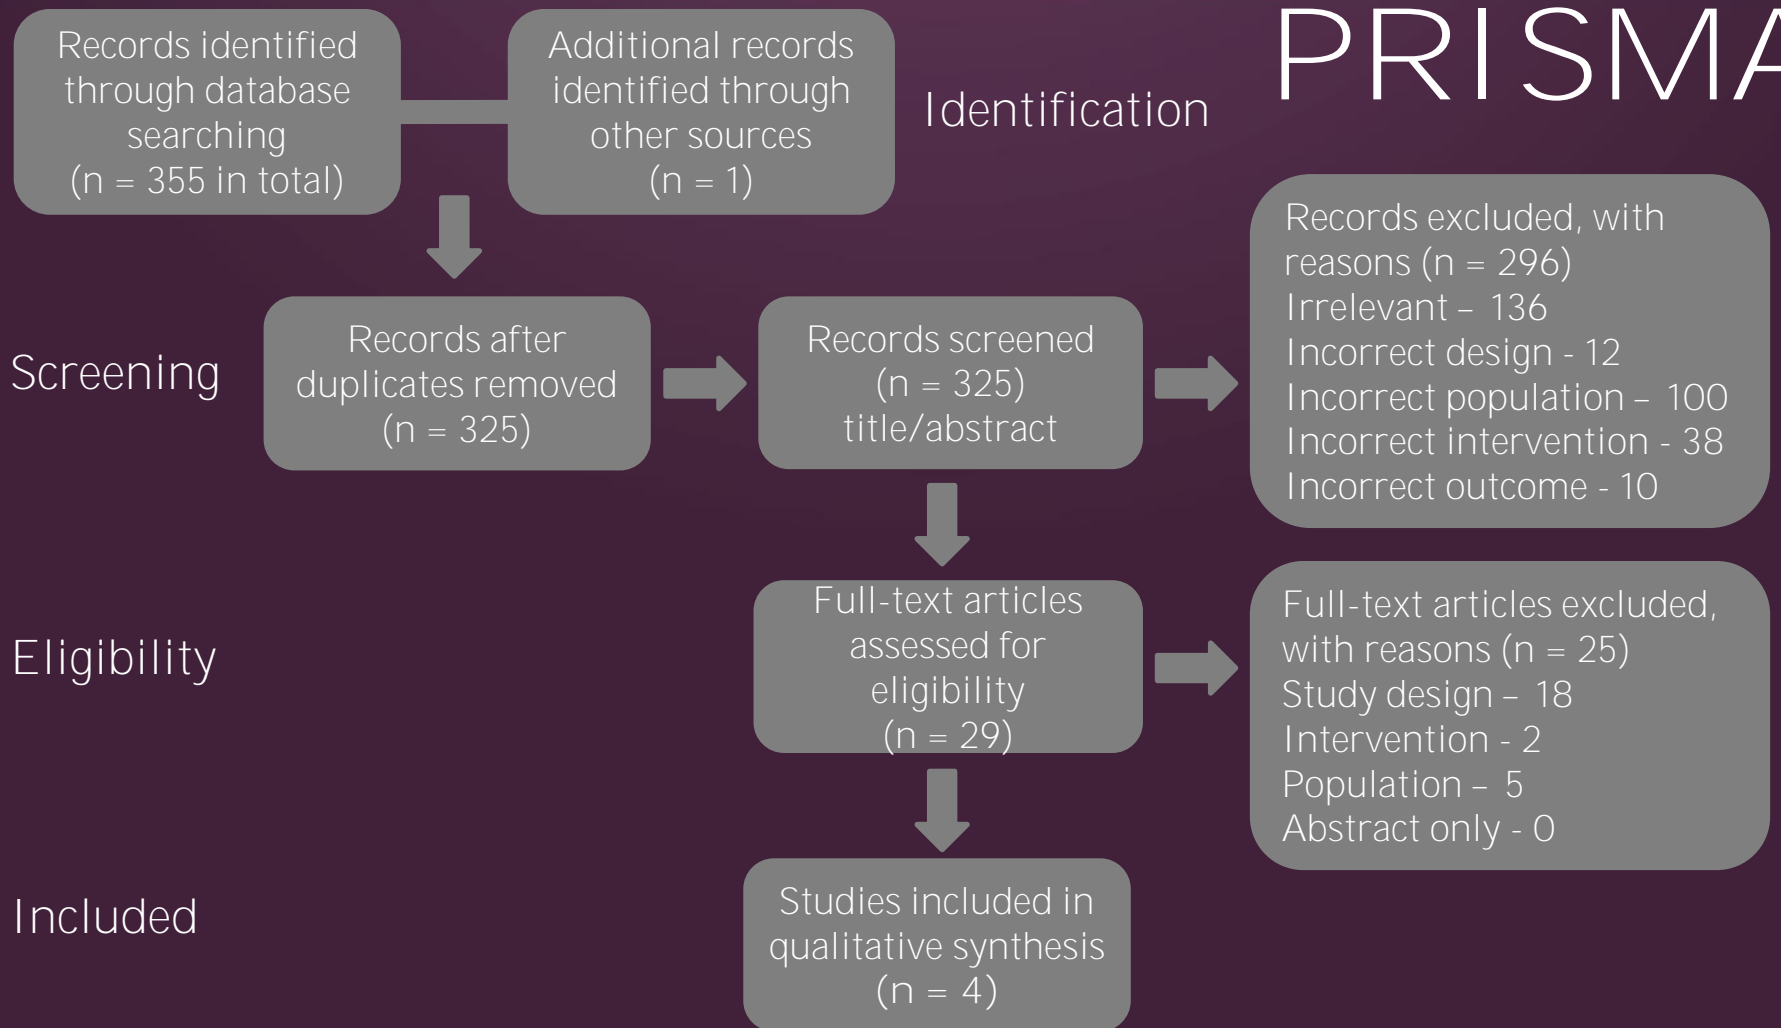 PRISMA
Records identified
through database
searching
(n = 355 in total)
Additional records
identified through
other sources
(n = 1)
Identification
Records excluded, with
reasons (n = 296)
Irrelevant – 136
Incorrect design - 12
Incorrect population – 100
Incorrect intervention - 38
Incorrect outcome - 10
Screening
Records after
duplicates removed
(n = 325)
Records screened
(n = 325)
title/abstract
Eligibility
Full-text articles
assessed for
eligibility
(n = 29)
Full-text articles excluded,
with reasons (n = 25)
Study design – 18
Intervention - 2
Population – 5
Abstract only - 0
Included
Studies included in
qualitative synthesis
(n = 4)